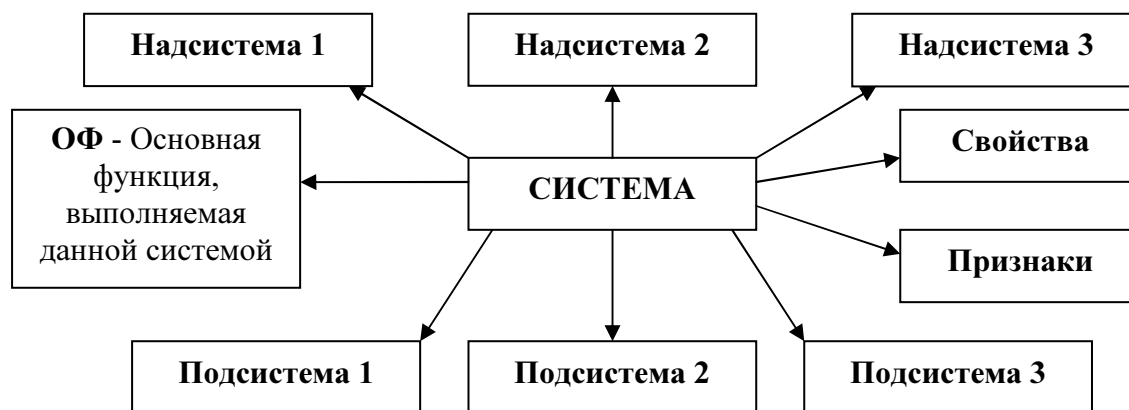 Надсистема 1
Надсистема 2
Надсистема 3
ОФ - Основная
функция,
выполняемая
данной системой
СИСТЕМА
Свойства
Признаки
Подсистема 1
Подсистема 2
Подсистема 3